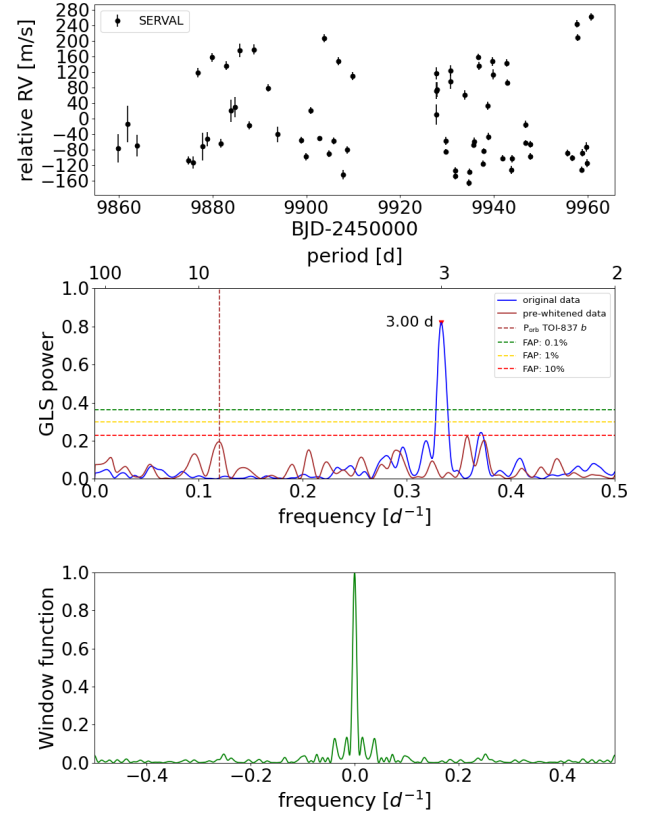 280
240
200
160
120
80
40
0
−40
−80
−120
−160
relative RV [m/s]
SERVAL
9860 9880 9900 9920 9940 9960
BJD-2450000
period [d]
100 10 3 2
1.0
0.8
0.6
0.4
0.2
0.0
GLS power
3.00 d
original data
pre-whitened data
Porb TOI-837 b
FAP: 0.1%
FAP: 1%
FAP: 10%
0.0 0.1 0.2 0.3 0.4 0.5
frequency [d⁻¹]
1.0
0.8
0.6
0.4
0.2
0.0
Window function
−0.4 −0.2 0.0 0.2 0.4
frequency [d⁻¹]